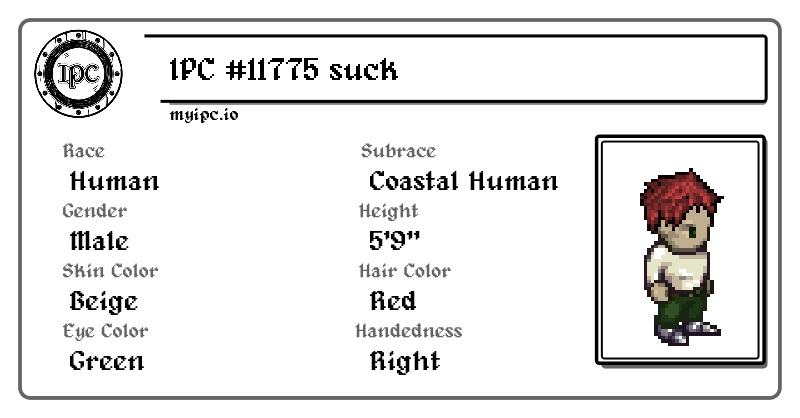 IPC
IPC #11775 suck
myipc.io
Race
Human
Subrace
Coastal Human
Gender
Male
Height
5'9"
Skin Color
Beige
Hair Color
Red
Eye Color
Green
Handedness
Right